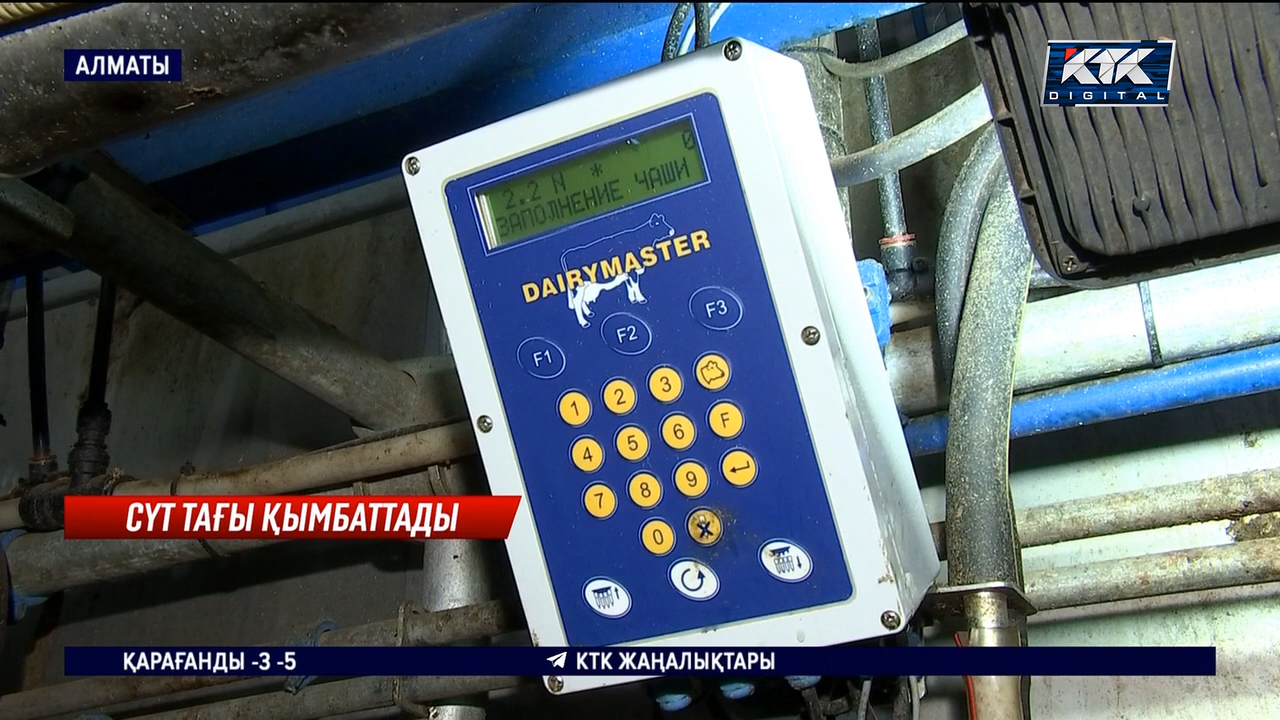 АЛМАТЫ
КТК
DIGITAL
2.2 N * 0
ЗАПОЛНЕНИЕ ЧАШИ
DAIRYMASTER
F1 F2 F3
1 2 3
4 5 6 F
7 8 9
0 X
СҮТ ТАҒЫ ҚЫМБАТТАДЫ
ҚАРАҒАНДЫ -3 -5
КТК ЖАҢАЛЫҚТАРЫ